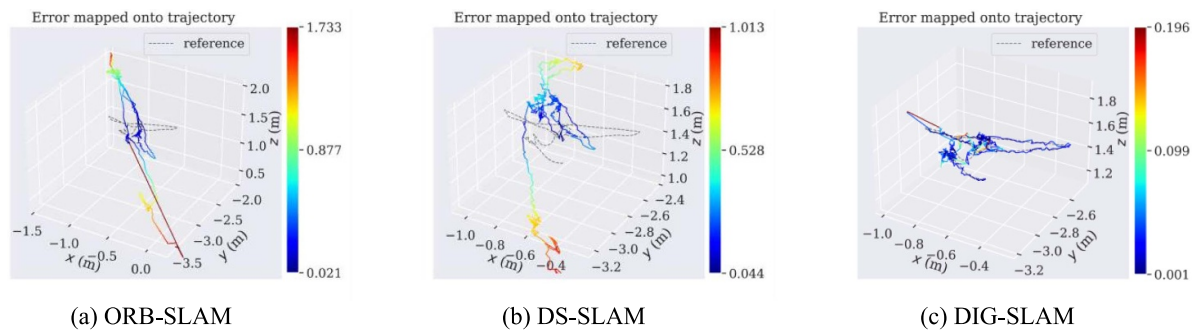 Error mapped onto trajectory
1.733
reference
2.0
1.5
1.0
0.5
z (m)
0.877
−2.0
−2.5
−3.0
−3.5
y (m)
−1.5
−1.0
−0.5
0.0
x (m)
0.021
(a) ORB-SLAM
Error mapped onto trajectory
1.013
reference
1.8
1.6
1.4
1.2
1.0
z (m)
0.528
−2.4
−2.6
−2.8
−3.0
−3.2
y (m)
−1.0
−0.8
−0.6
−0.4
x (m)
0.044
(b) DS-SLAM
Error mapped onto trajectory
0.196
reference
1.8
1.6
1.4
1.2
z (m)
0.099
−2.6
−2.8
−3.0
−3.2
y (m)
−1.0
−0.8
−0.6
−0.4
x (m)
0.001
(c) DIG-SLAM